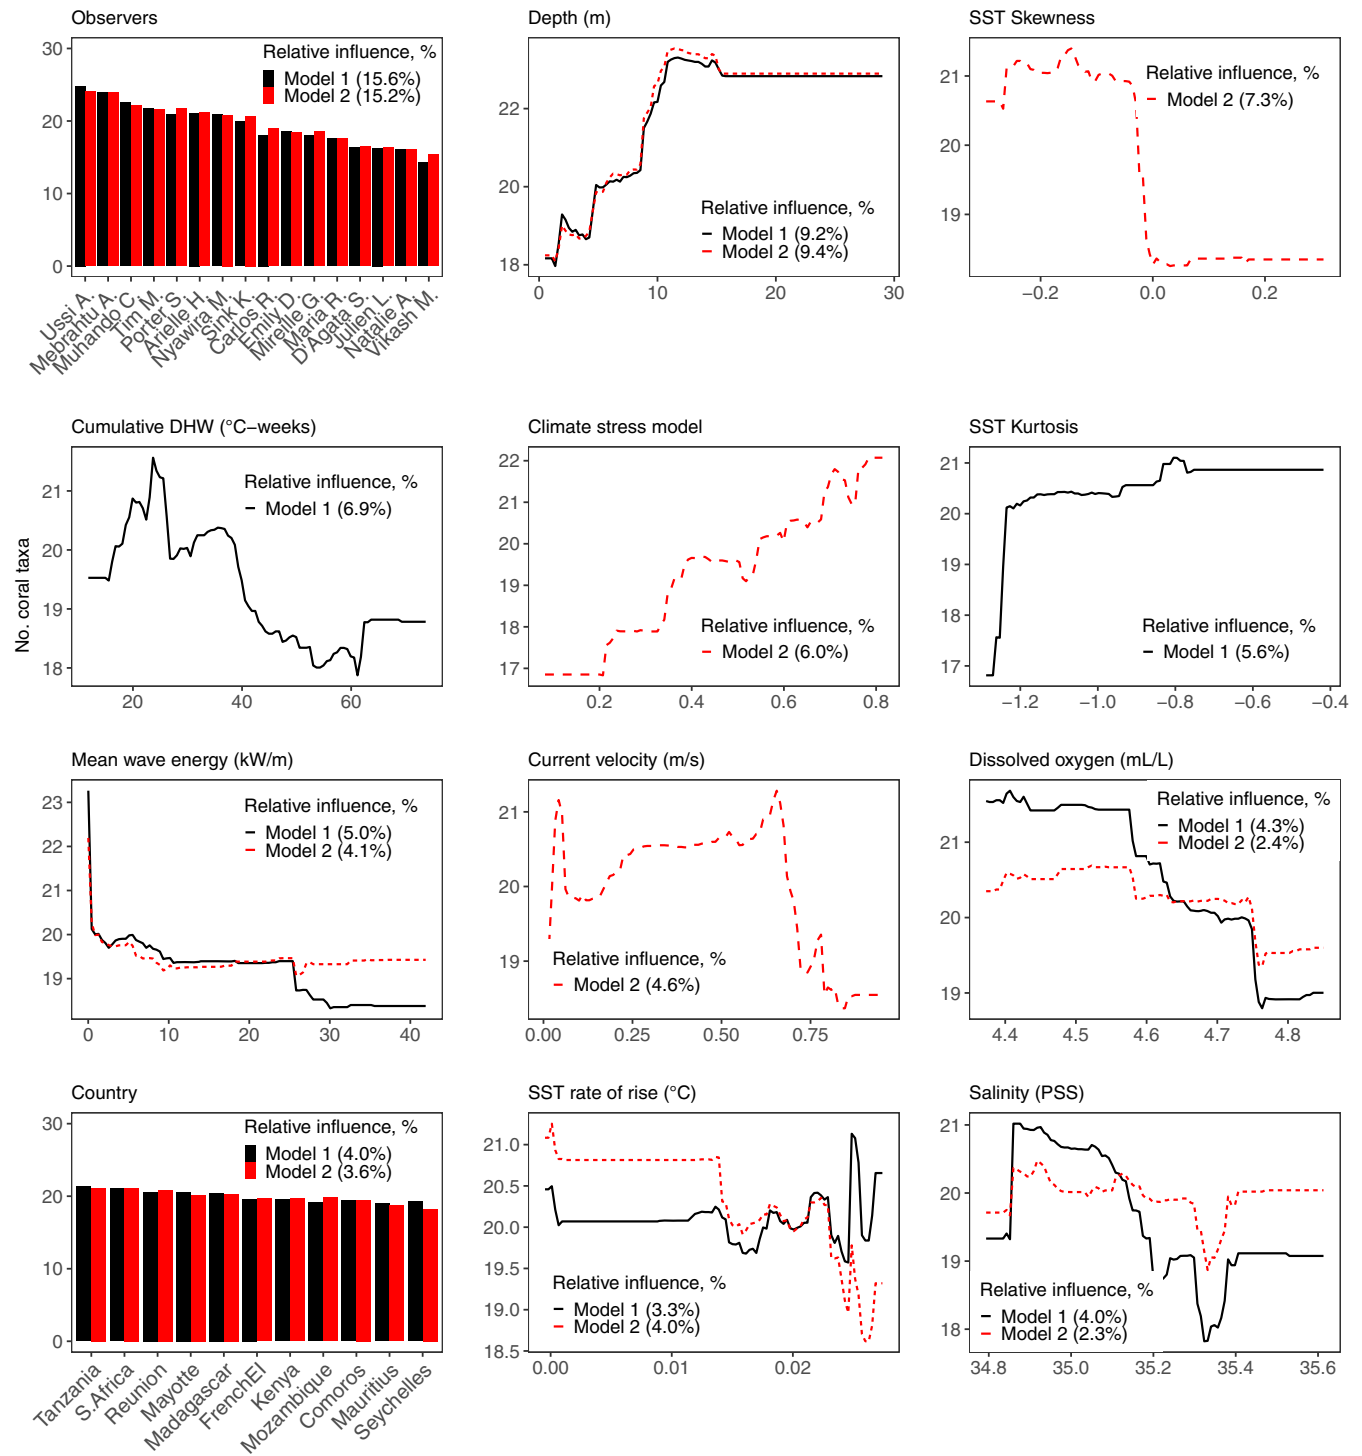 Observers
Depth (m)
SST Skewness
Relative influence, %
Model 1 (15.6%)
Model 2 (15.2%)
30
20
10
0
Ussi A.
Mebrahtu A.
Muhando C.
Tim M.
Porter S.
Arielle H.
Nyawira M.
Sink K.
Carlos R.
Emily D.
Mireille G.
Maria R.
D'Agata S.
Julien L.
Natalie A.
Vikash M.
22
20
18
Relative influence, %
Model 1 (9.2%)
Model 2 (9.4%)
0 10 20 30
21
20
19
Relative influence, %
Model 2 (7.3%)
−0.2 0.0 0.2
No. coral taxa
Cumulative DHW (°C−weeks)
Climate stress model
SST Kurtosis
21
20
19
18
Relative influence, %
Model 1 (6.9%)
20 40 60
22
21
20
19
18
17
Relative influence, %
Model 2 (6.0%)
0.2 0.4 0.6 0.8
21
20
19
18
17
Relative influence, %
Model 1 (5.6%)
−1.2 −1.0 −0.8 −0.6 −0.4
Mean wave energy (kW/m)
Current velocity (m/s)
Dissolved oxygen (mL/L)
23
22
21
20
19
Relative influence, %
Model 1 (5.0%)
Model 2 (4.1%)
0 10 20 30 40
21
20
19
Relative influence, %
Model 2 (4.6%)
0.00 0.25 0.50 0.75
21
20
19
Relative influence, %
Model 1 (4.3%)
Model 2 (2.4%)
4.4 4.5 4.6 4.7 4.8
Country
SST rate of rise (°C)
Salinity (PSS)
30
20
10
0
Relative influence, %
Model 1 (4.0%)
Model 2 (3.6%)
Tanzania
S.Africa
Reunion
Mayotte
Madagascar
FrenchEI
Kenya
Mozambique
Comoros
Mauritius
Seychelles
21.0
20.5
20.0
19.5
19.0
18.5
Relative influence, %
Model 1 (3.3%)
Model 2 (4.0%)
0.00 0.01 0.02
21
20
19
18
Relative influence, %
Model 1 (4.0%)
Model 2 (2.3%)
34.8 35.0 35.2 35.4 35.6